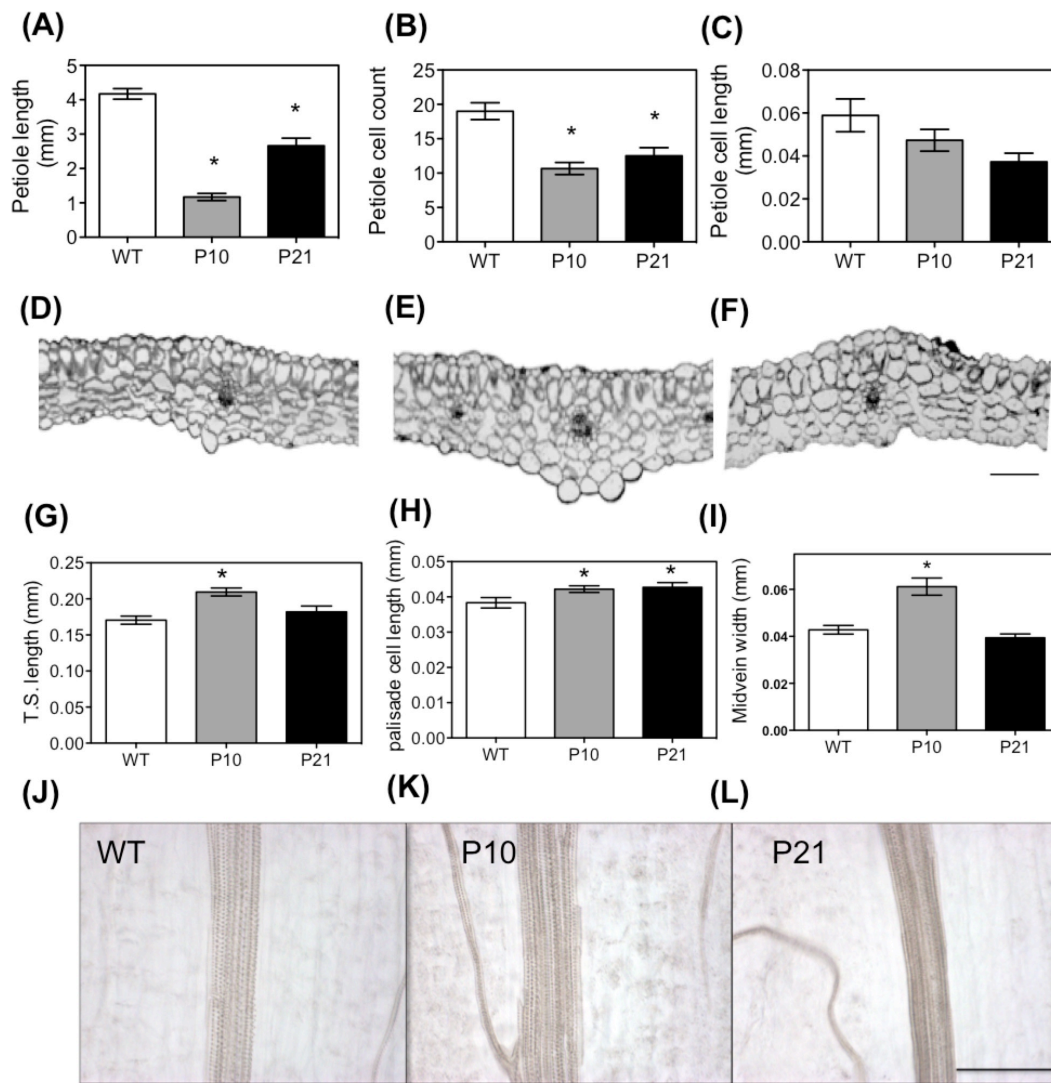 (A)
Petiole length
(mm)
5
4
3
2
1
0
*
*
WT P10 P21
(B)
Petiole cell count
25
20
15
10
5
0
*
*
WT P10 P21
(C)
Petiole cell length
(mm)
0.08
0.06
0.04
0.02
0.00
WT P10 P21
(D)
(E)
(F)
(G)
T.S. length (mm)
0.25
0.20
0.15
0.10
0.05
0.00
*
WT P10 P21
(H)
palisade cell length (mm)
0.05
0.04
0.03
0.02
0.01
0.00
*
*
WT P10 P21
(I)
Midvein width (mm)
0.06
0.04
0.02
0.00
*
WT P10 P21
(J)
(K)
(L)
WT
P10
P21